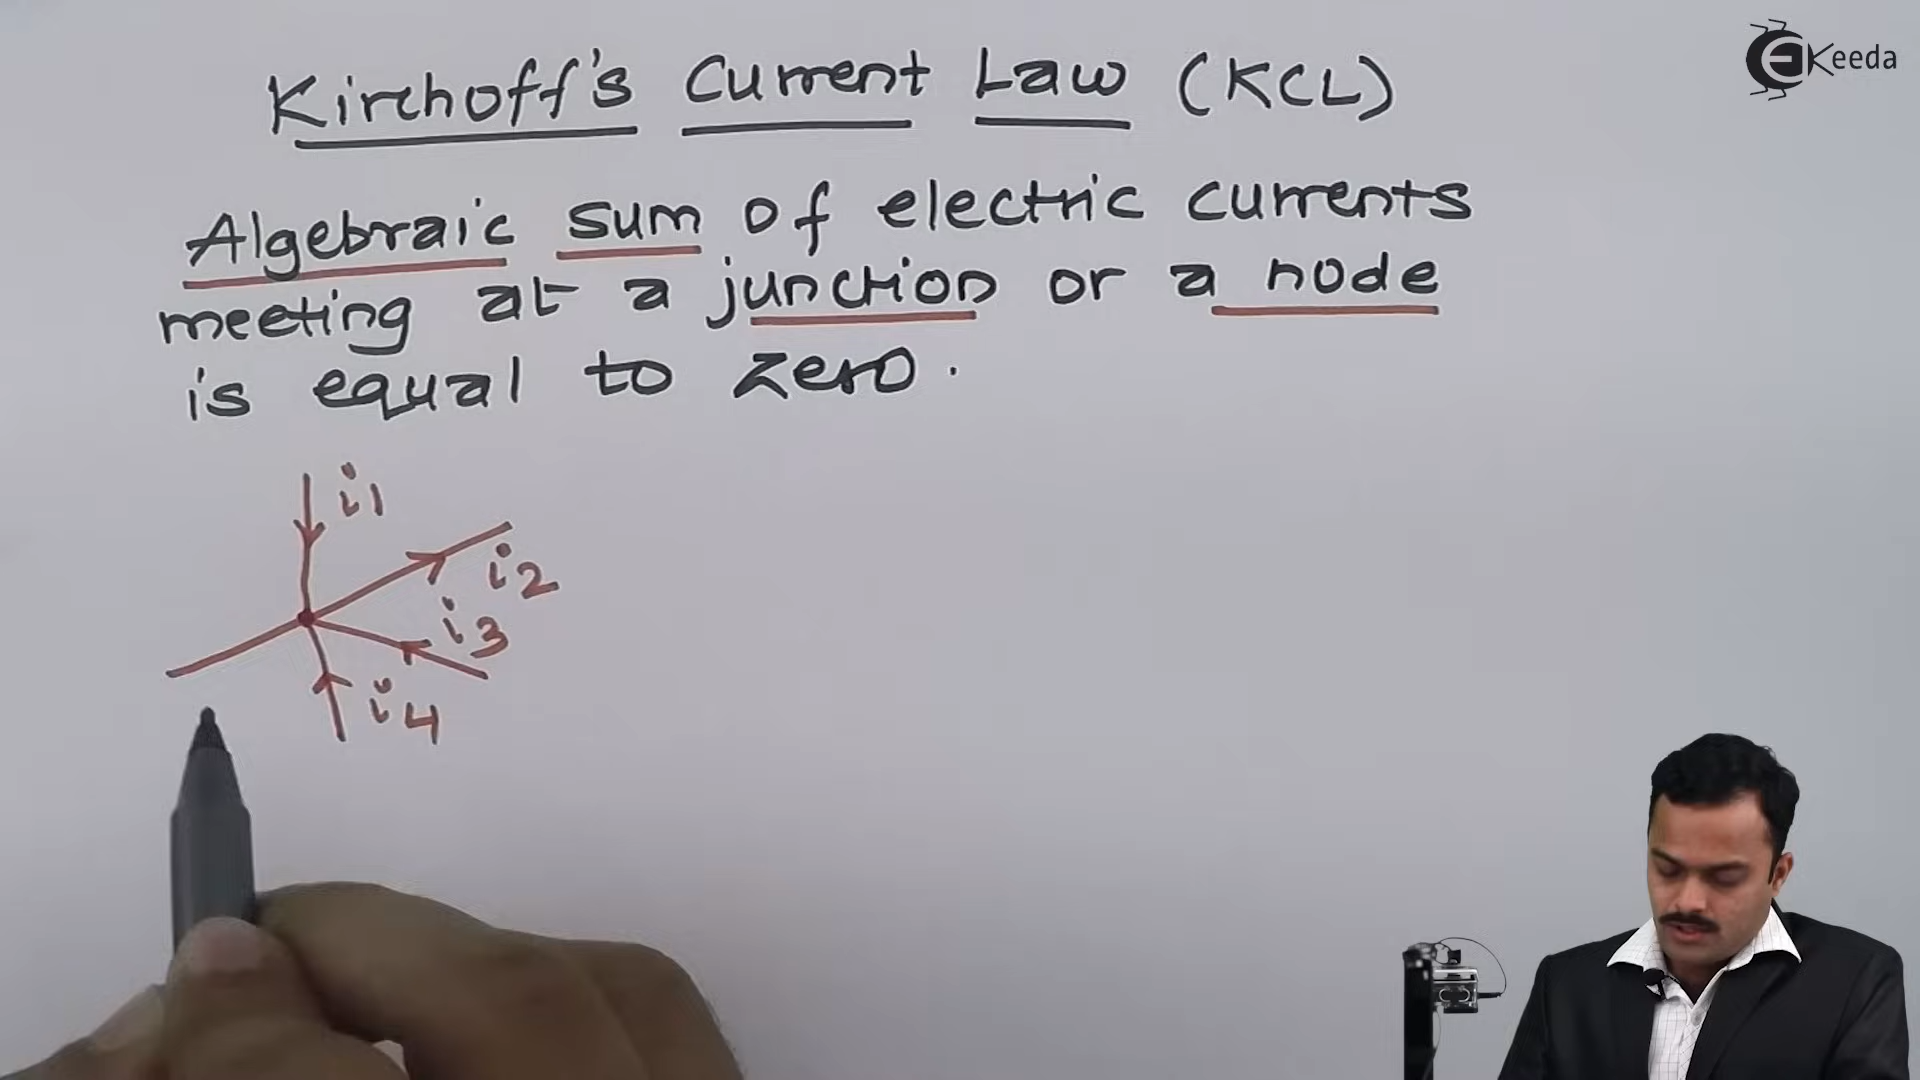 Kirchoff's Current Law (KCL)
Keeda
Algebraic sum of electric currents
meeting at a junction or a node
is equal to zero.
i1
i2
i3
i4